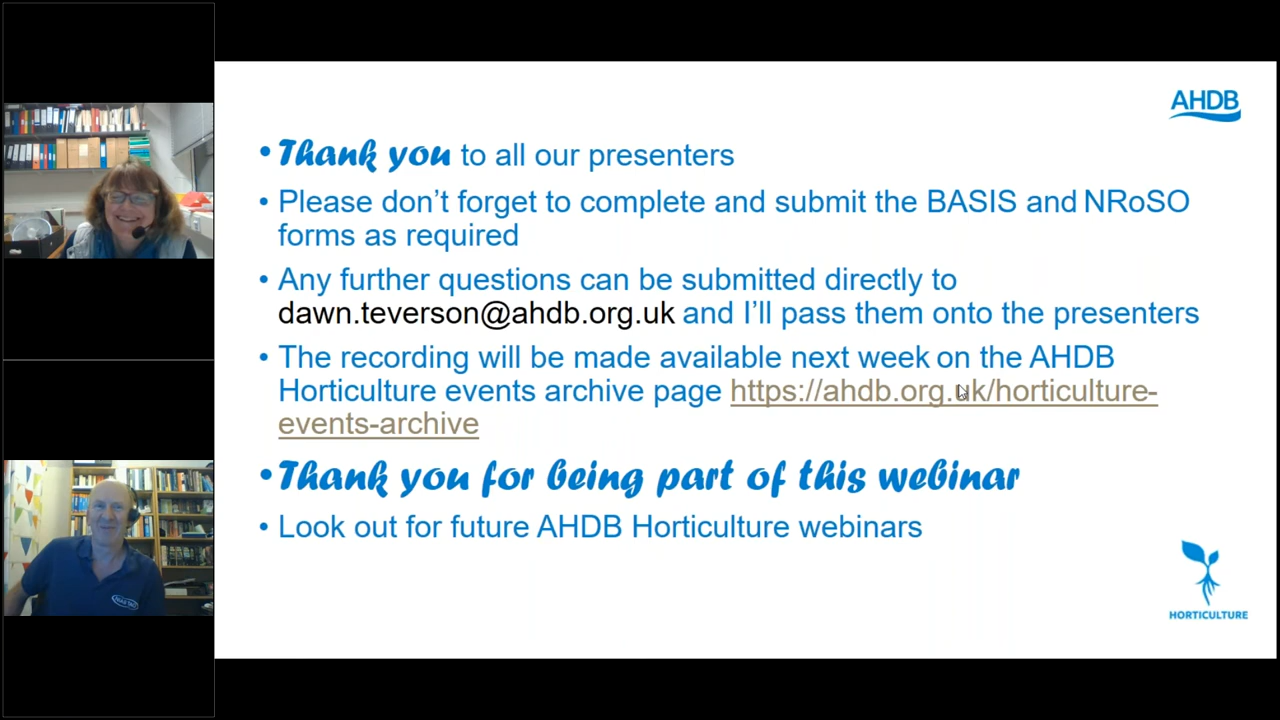 AHDB
• Thank you to all our presenters
• Please don’t forget to complete and submit the BASIS and NRoSO
forms as required
• Any further questions can be submitted directly to
dawn.teverson@ahdb.org.uk and I’ll pass them onto the presenters
• The recording will be made available next week on the AHDB
Horticulture events archive page https://ahdb.org.uk/horticulture-
events-archive
• Thank you for being part of this webinar
• Look out for future AHDB Horticulture webinars
HORTICULTURE